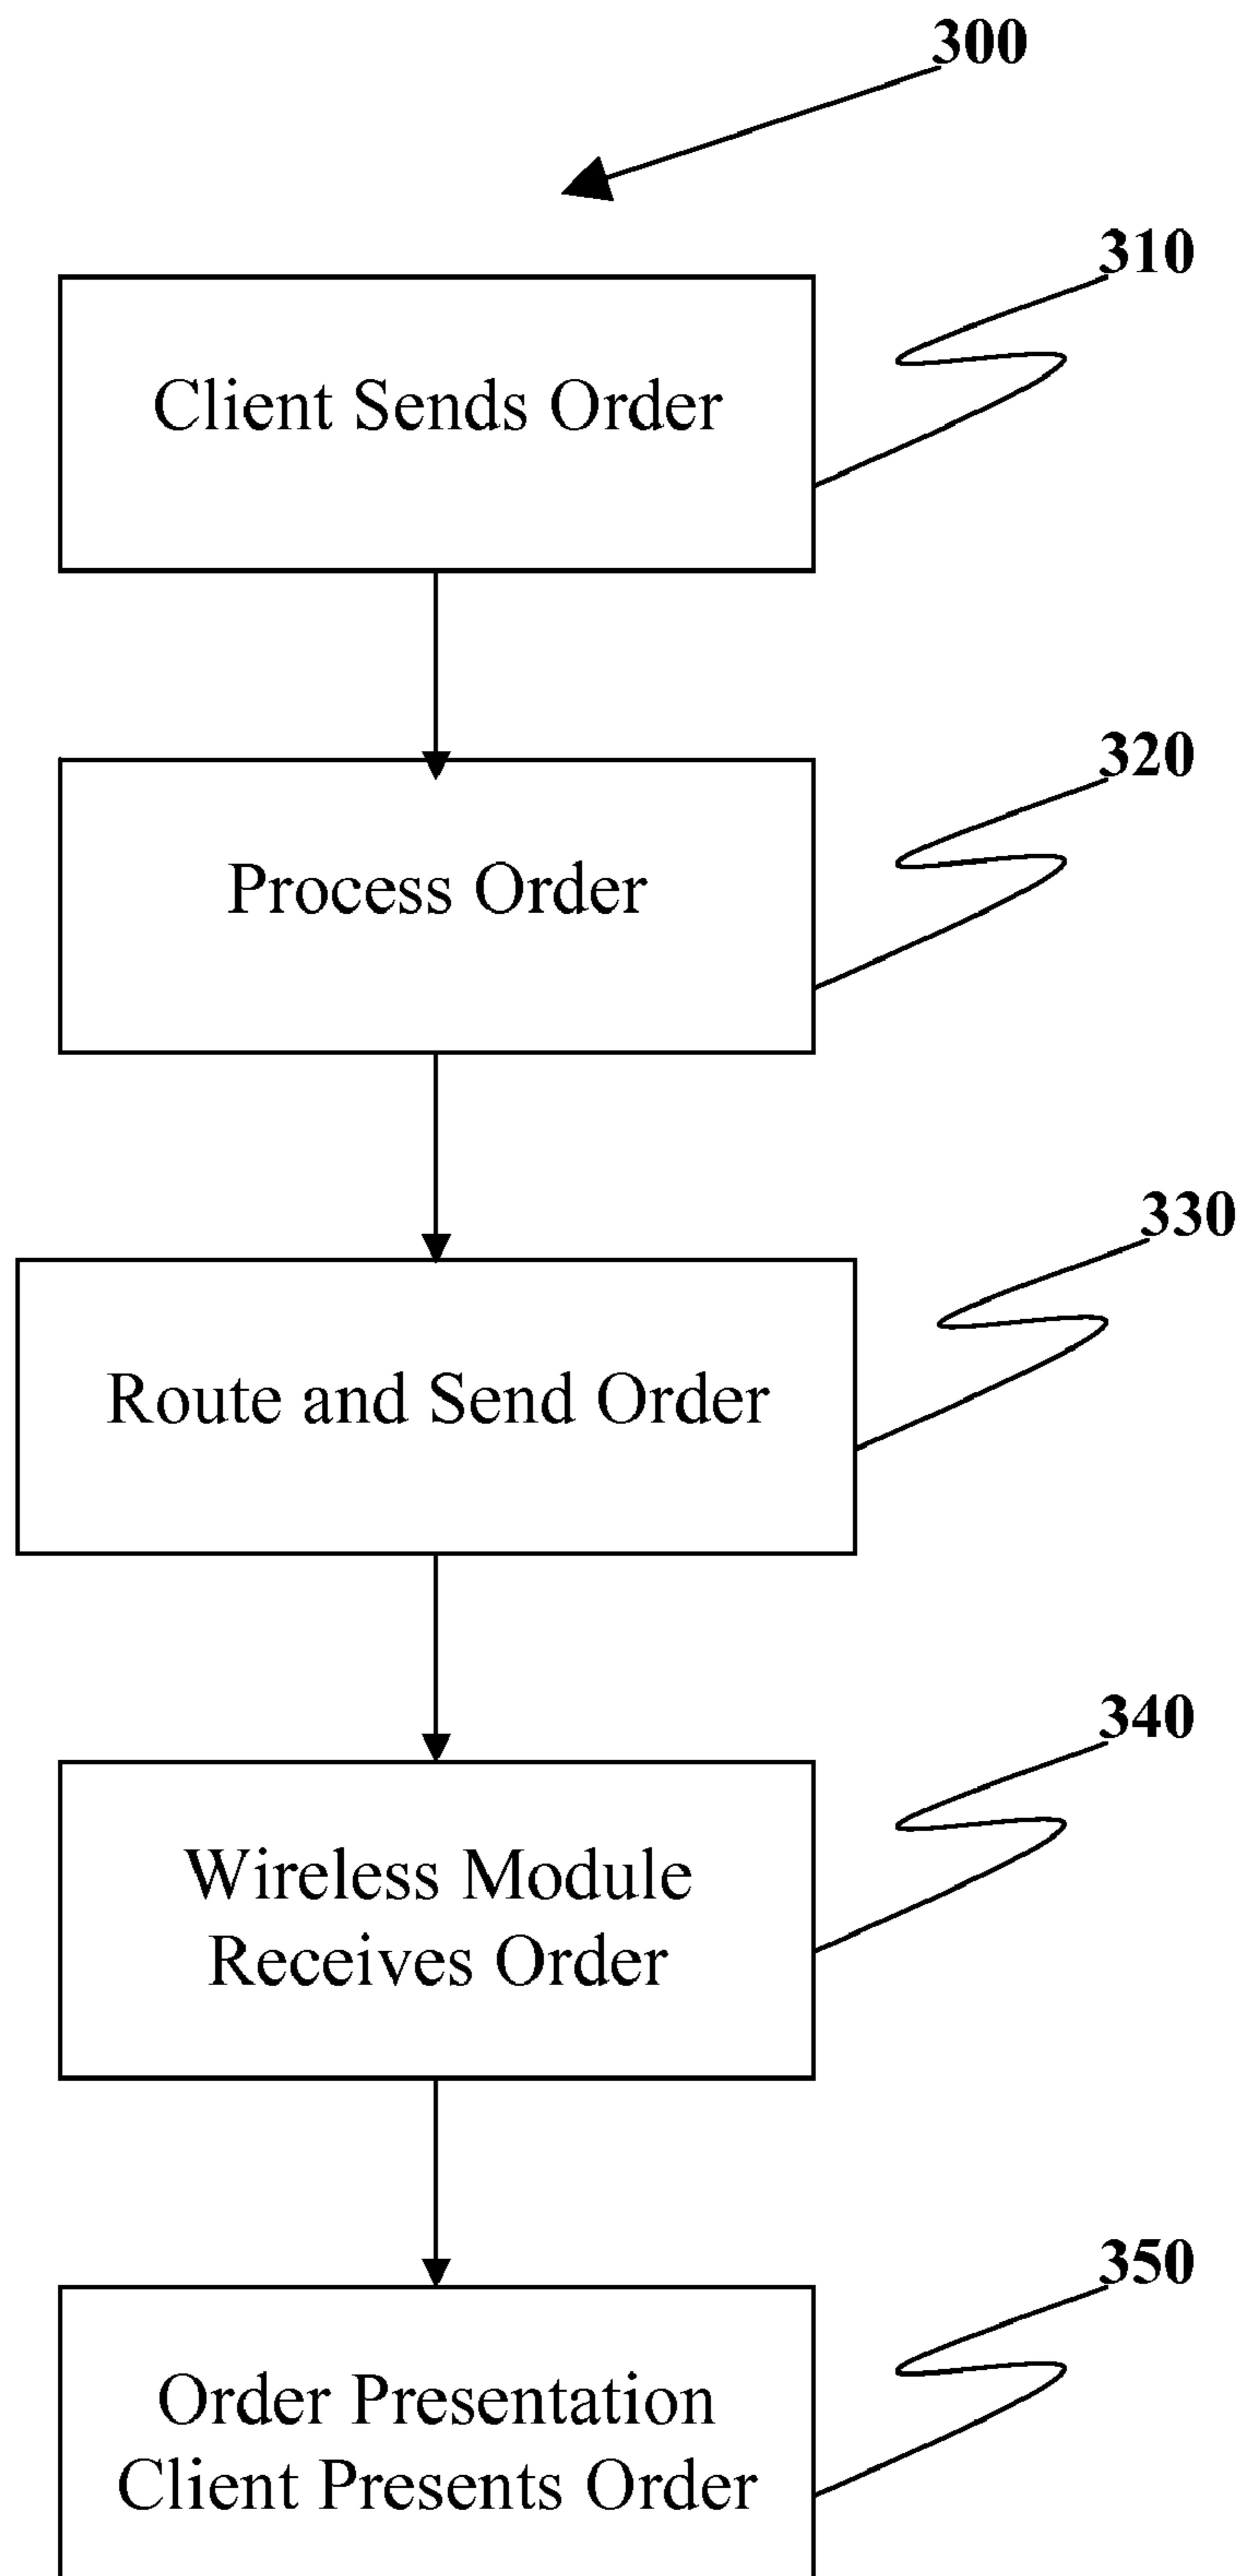 300
310
Client Sends Order
320
Process Order
330
Route and Send Order
340
Wireless Module
Receives Order
350
Order Presentation
Client Presents Order